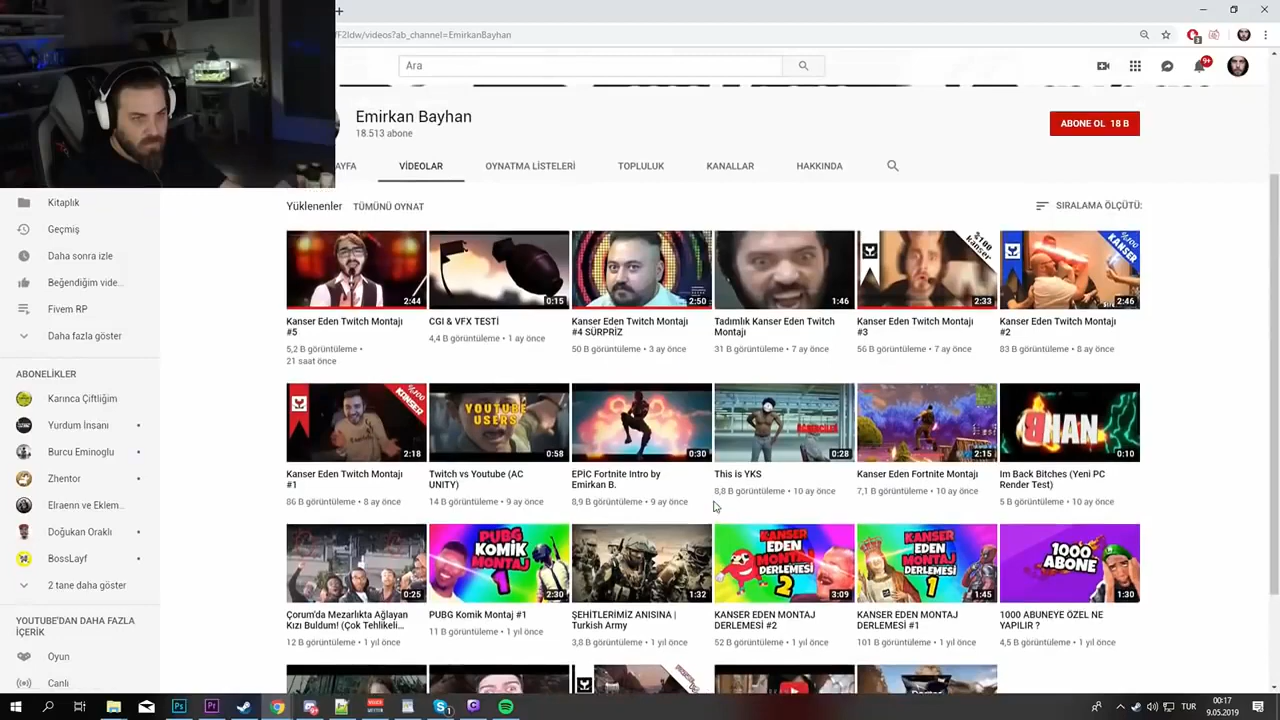 F2ldw/videos?ab_channel=EmirkanBayhan
Ara
9+
Emirkan Bayhan
18.513 abone
ABONE OL 18 B
AYFA
VİDEOLAR
OYNATMA LİSTELERİ
TOPLULUK
KANALLAR
HAKKINDA
Kitaplık
Geçmiş
Daha sonra izle
Beğendiğim vide...
Fivem RP
Daha fazla göster
ABONELİKLER
Karınca Çiftliğim
Yurdum İnsanı
Burcu Eminoglu
Zhentor
Elraenn ve Eklem...
Doğukan Oraklı
BossLayf
2 tane daha göster
YOUTUBE'DAN DAHA FAZLA
İÇERİK
Oyun
Canlı
Yüklenenler
TÜMÜNÜ OYNAT
SIRALAMA ÖLÇÜTÜ:
2:44
Kanser Eden Twitch Montajı
#5
5,2 B görüntüleme •
21 saat önce
0:15
CGI & VFX TESTİ
4,4 B görüntüleme • 1 ay önce
2:50
Kanser Eden Twitch Montajı
#4 SÜRPRİZ
50 B görüntüleme • 3 ay önce
1:46
Tadımlık Kanser Eden Twitch
Montajı
31 B görüntüleme • 7 ay önce
%100
kanser
2:33
Kanser Eden Twitch Montajı
#3
56 B görüntüleme • 7 ay önce
%100
KANSER
2:46
Kanser Eden Twitch Montajı
#2
83 B görüntüleme • 8 ay önce
%100
KANSER
2:18
Kanser Eden Twitch Montajı
#1
86 B görüntüleme • 8 ay önce
YOUTUBE
USERS
0:58
Twitch vs Youtube (AC
UNITY)
14 B görüntüleme • 9 ay önce
0:30
EPİC Fortnite Intro by
Emirkan B.
8,9 B görüntüleme • 9 ay önce
0:28
This is YKS
8,8 B görüntüleme • 10 ay önce
2:15
Kanser Eden Fortnite Montajı
7,1 B görüntüleme • 10 ay önce
BHAN
0:10
Im Back Bitches (Yeni PC
Render Test)
5 B görüntüleme • 10 ay önce
0:25
Çorum'da Mezarlıkta Ağlayan
Kızı Buldum! (Çok Tehlikeli...
12 B görüntüleme • 1 yıl önce
PUBG
KOMİK
MONTAJ
1
2:30
PUBG Komik Montaj #1
11 B görüntüleme • 1 yıl önce
1:32
ŞEHİTLERİMİZ ANISINA |
Turkish Army
3,8 B görüntüleme • 1 yıl önce
KANSER
EDEN
MONTAJ
DERLEMESİ
2
3:09
KANSER EDEN MONTAJ
DERLEMESİ #2
52 B görüntüleme • 1 yıl önce
KANSER
EDEN
MONTAJ
DERLEMESİ
1
1:45
KANSER EDEN MONTAJ
DERLEMESİ #1
101 B görüntüleme • 1 yıl önce
1000
ABONE
1:30
1000 ABUNEYE ÖZEL NE
YAPILIR ?
4,5 B görüntüleme • 1 yıl önce
TUR
00:17
9.05.2019